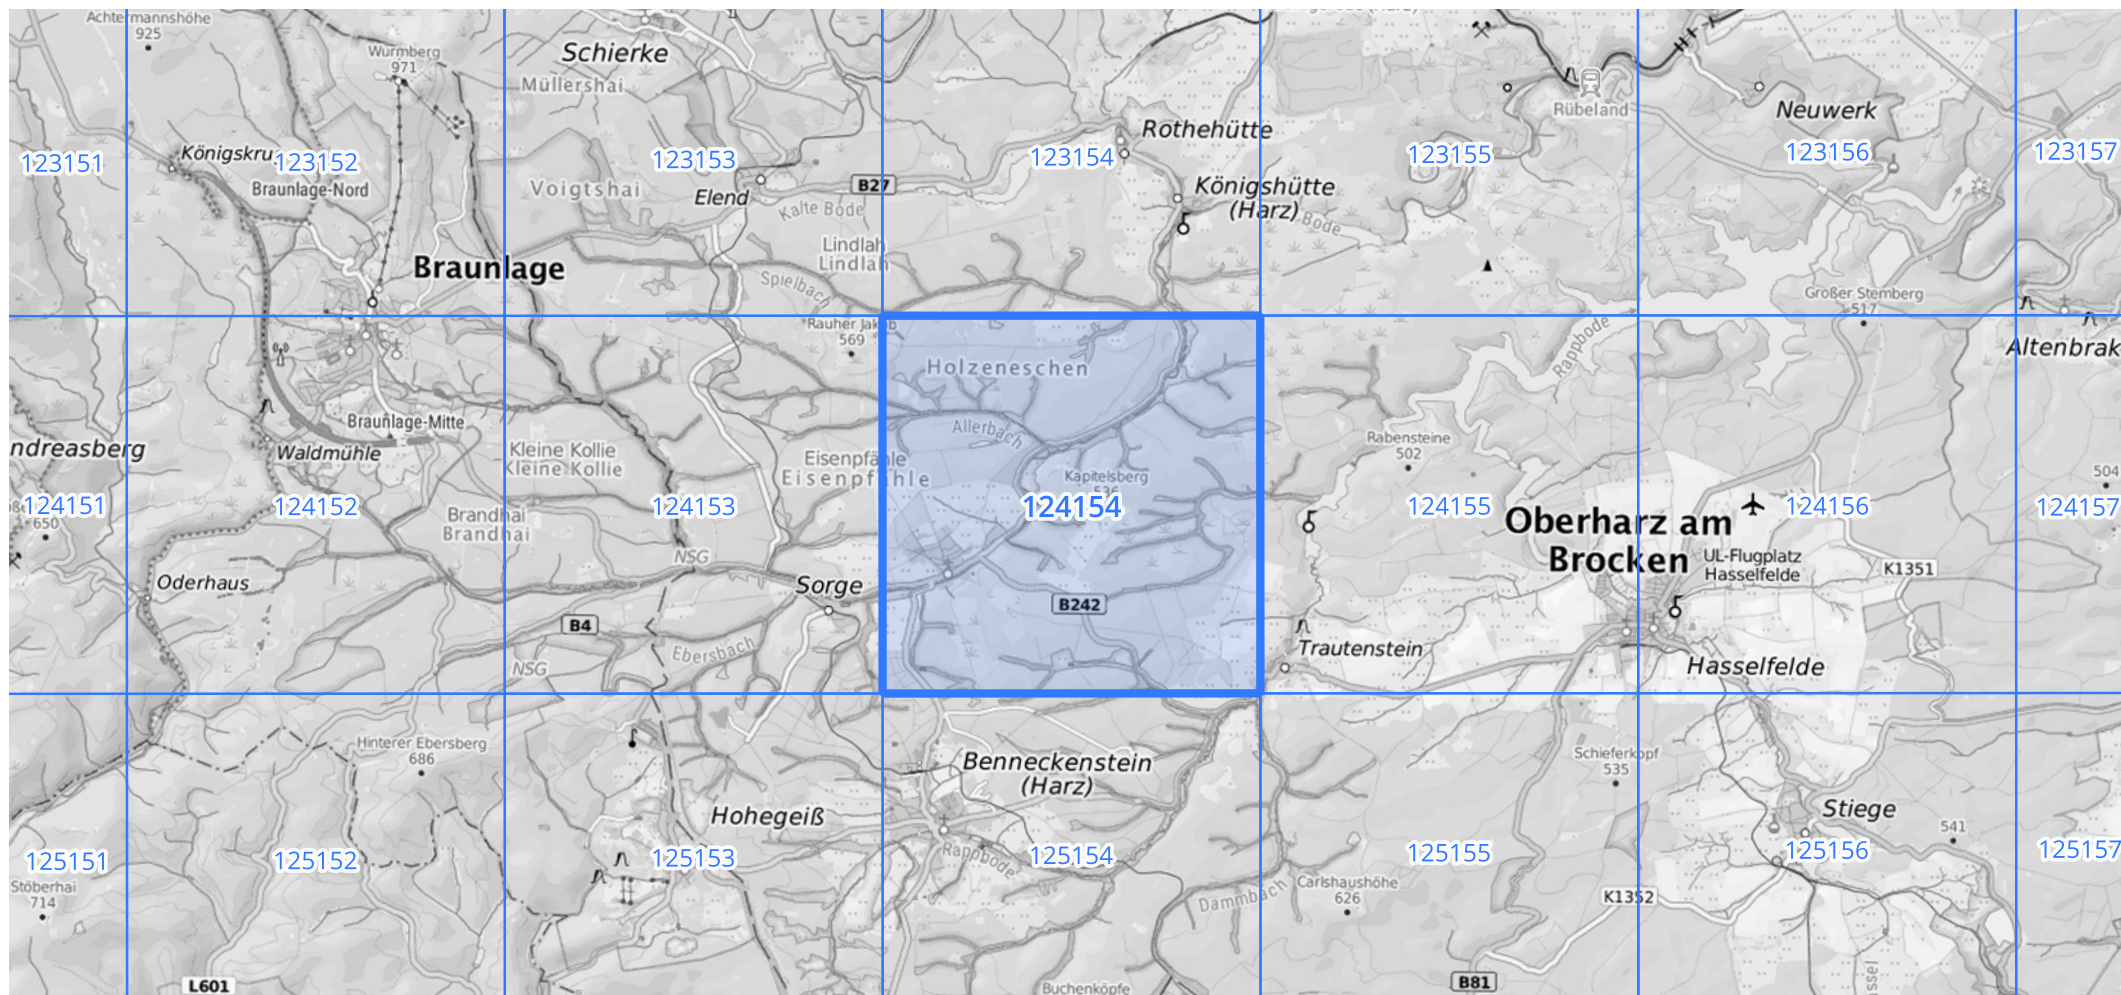 Achtermannshöhe
925
Wurmberg
971
Schierke
Müllershai
Rübeland
Neuwerk
Rothehütte
123151
Königskru
123152
Braunlage-Nord
123153
123154
123155
123156
123157
Voigtshai
Elend
B27
Königshütte
(Harz)
Kalte Bode
Bode
Lindlah
Lindlah
Braunlage
Spielbach
Großer Stemberg
517
Rauher Jakob
569
Rappbode
Altenbrak
Holzeneschen
Braunlage-Mitte
Allerbach
Rabensteine
502
ndreasberg
Waldmühle
Kleine Kollie
Kleine Kollie
Eisenpfähle
Eisenpfähle
Kapitelsberg
536
504
124151
124152
124153
124154
124155
124156
124157
650
Brandhai
Brandhai
Oberharz am
Brocken
UL-Flugplatz
Hasselfelde
NSG
Oderhaus
Sorge
K1351
B242
B4
Ebersbach
NSG
Trautenstein
Hasselfelde
Hinterer Ebersberg
686
Benneckenstein
(Harz)
Schieferkopf
535
Hohegeiß
Stiege
541
125151
125152
125153
125154
125155
125156
125157
Rappbode
Stöberhai
714
Dammbach
Carlshaushöhe
626
K1352
L601
Buchenköpfe
B81
ssel